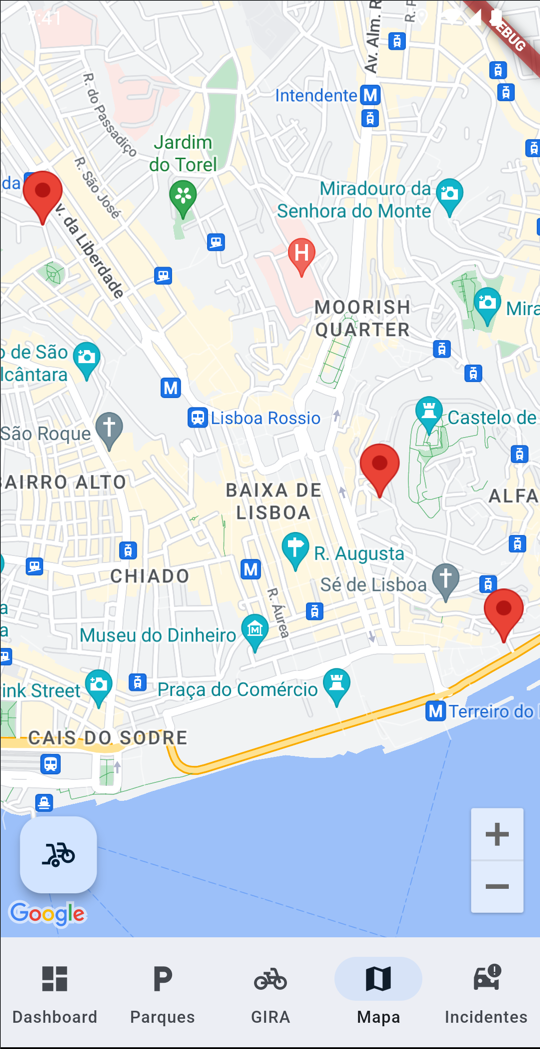 7:41
DEBUG
Av. Alm. R
R. F
R. do Passadiço
Intendente
M
Jardim
do Torel
R. São José
da
Av. da Liberdade
Miradouro da
Senhora do Monte
H
MOORISH
QUARTER
Mira
o de São
lcântara
Lisboa Rossio
Castelo de
São Roque
BAIRRO ALTO
BAIXA DE
LISBOA
ALFA
R. Augusta
M
CHIADO
Sé de Lisboa
R. Áurea
a
a
Museu do Dinheiro
ink Street
Praça do Comércio
M
Terreiro do
CAIS DO SODRE
+
−
Google
Dashboard
Parques
GIRA
Mapa
Incidentes